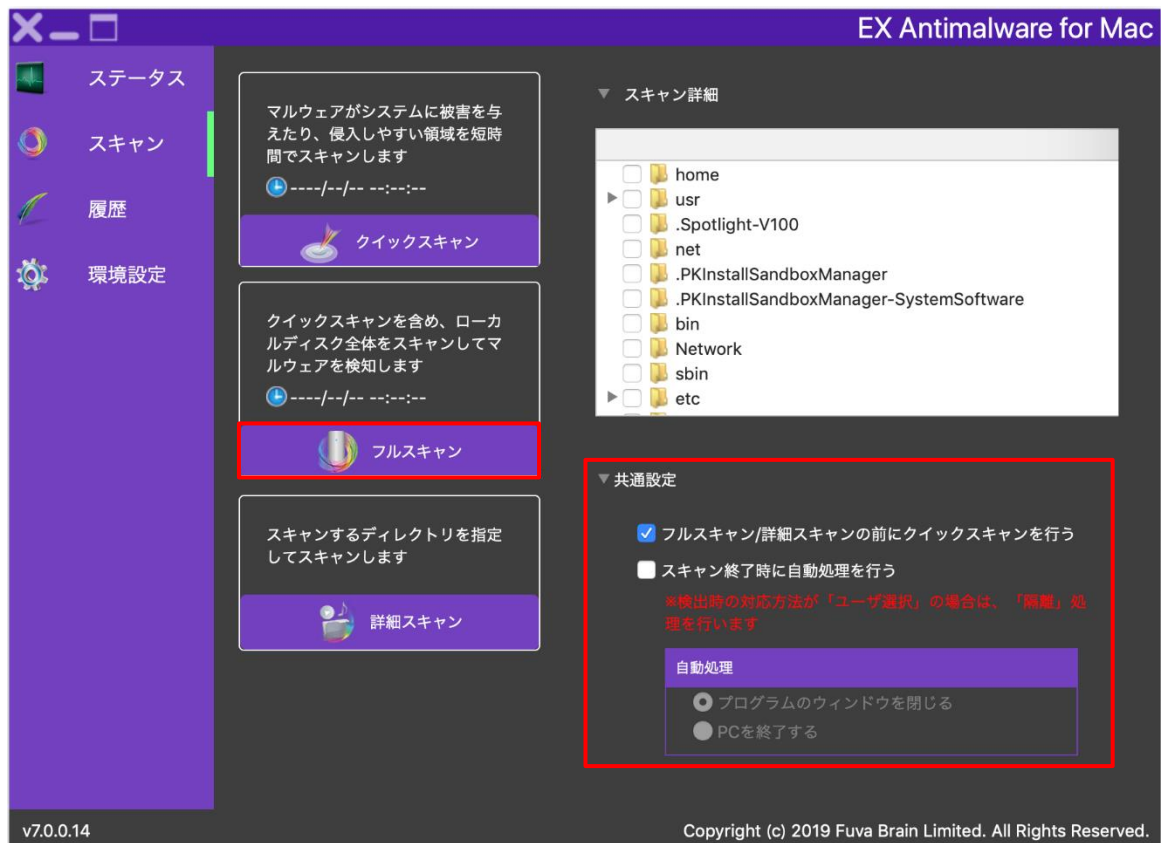 EX Antimalware for Mac
ステータス
スキャン
履歴
環境設定
マルウェアがシステムに被害を与
えたり、侵入しやすい領域を短時
間でスキャンします
----/--/-- --:--:--
クイックスキャン
クイックスキャンを含め、ローカ
ルディスク全体をスキャンしてマ
ルウェアを検知します
----/--/-- --:--:--
フルスキャン
スキャンするディレクトリを指定
してスキャンします
詳細スキャン
スキャン詳細
home
usr
.Spotlight-V100
net
.PKInstallSandboxManager
.PKInstallSandboxManager-SystemSoftware
bin
Network
sbin
etc
共通設定
フルスキャン/詳細スキャンの前にクイックスキャンを行う
スキャン終了時に自動処理を行う
※検出時の対応方法が「ユーザ選択」の場合は、「隔離」処
理を行います
自動処理
プログラムのウィンドウを閉じる
PCを終了する
v7.0.0.14
Copyright (c) 2019 Fuva Brain Limited. All Rights Reserved.